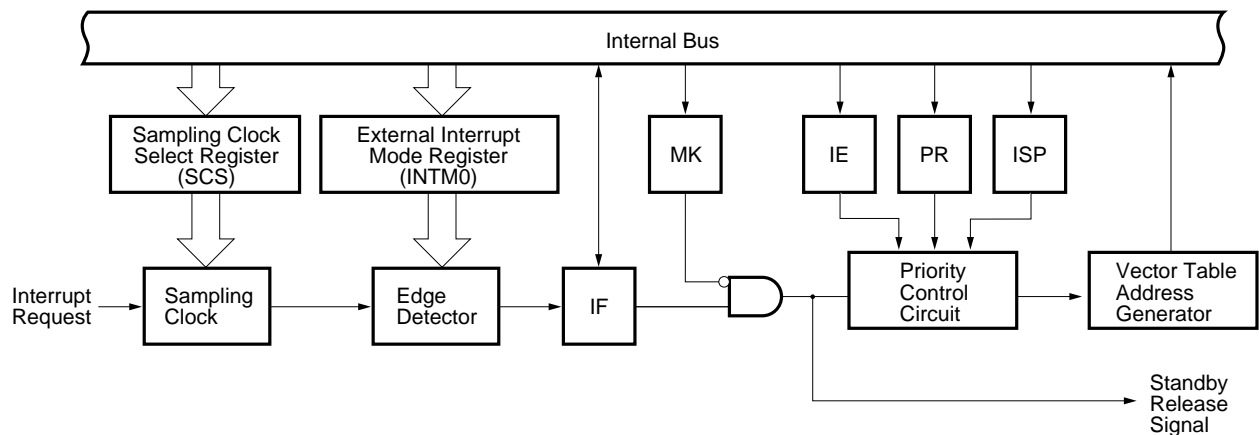 Internal Bus
Sampling Clock
Select Register
(SCS)
External Interrupt
Mode Register
(INTM0)
MK
IE
PR
ISP
Interrupt
Request
Sampling
Clock
Edge
Detector
IF
Priority
Control
Circuit
Vector Table
Address
Generator
Standby
Release
Signal